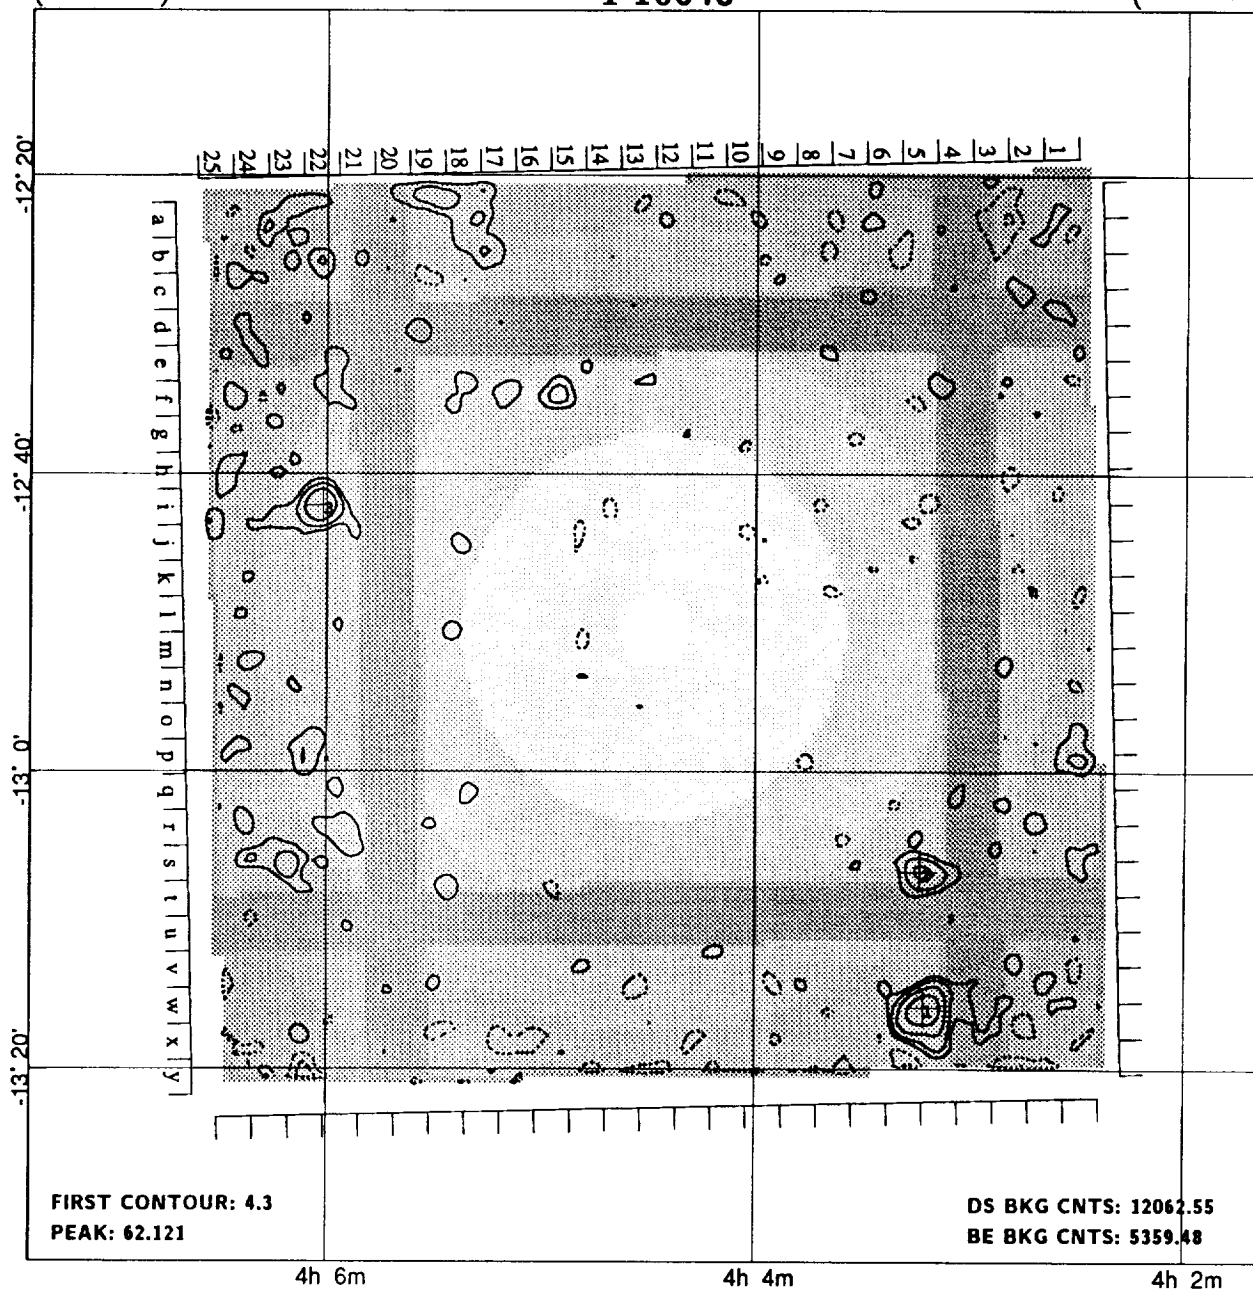 25 24 23 22 21 20 19 18 17 16 15 14 13 12 11 10 9 8 7 6 5 4 3 2 1
-12° 20'
a
b
c
d
e
f
g
-12° 40'
h
i
j
k
l
m
n
o
-13° 0'
p
q
r
s
t
u
v
w
x
-13° 20'
y
FIRST CONTOUR: 4.3
PEAK: 62.121
DS BKG CNTS: 12062.55
BE BKG CNTS: 5359.48
4h 6m 4h 4m 4h 2m